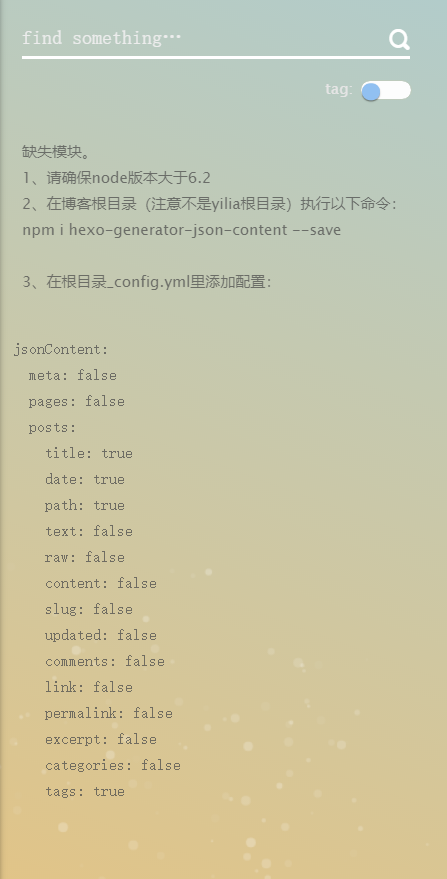 find something…
tag:
缺失模块。
1、请确保node版本大于6.2
2、在博客根目录（注意不是yilia根目录）执行以下命令：
npm i hexo-generator-json-content --save
3、在根目录_config.yml里添加配置：
jsonContent:
  meta: false
  pages: false
  posts:
    title: true
    date: true
    path: true
    text: false
    raw: false
    content: false
    slug: false
    updated: false
    comments: false
    link: false
    permalink: false
    excerpt: false
    categories: false
    tags: true